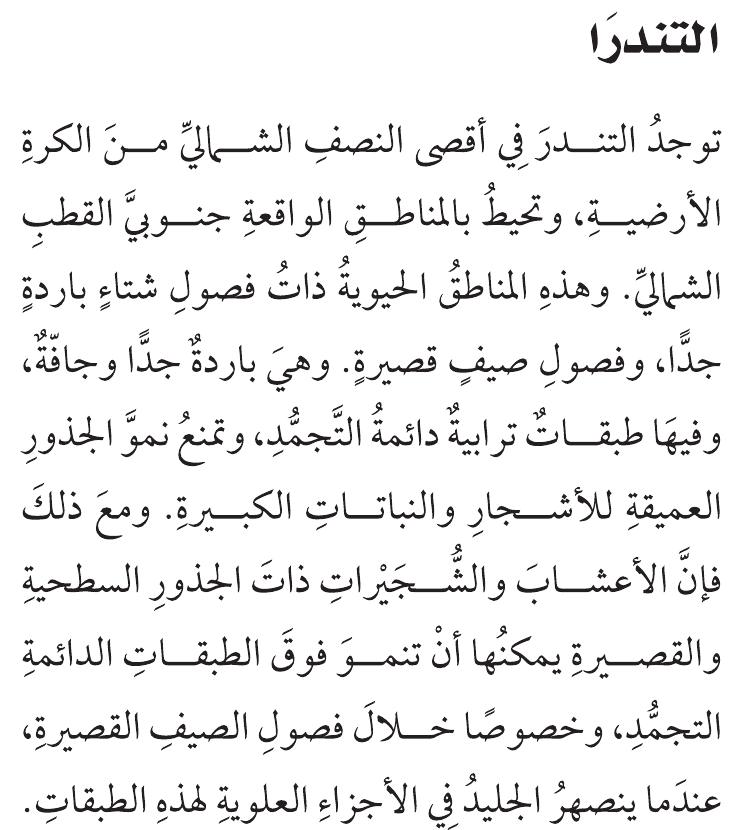 التندرَا
توجدُ التندرَ فِي أقصى النصفِ الشماليِّ منَ الكرةِ
الأرضيةِ، وتحيطُ بالمناطقِ الواقعةِ جنوبيَّ القطبِ
الشماليِّ. وهذهِ المناطقُ الحيويةُ ذاتُ فصولِ شتاءٍ باردةٍ
جدًّا، وفصولِ صيفٍ قصيرةٍ. وهيَ باردةٌ جدًّا وجافّةٌ،
وفيهَا طبقاتٌ ترابيةٌ دائمةُ التَّجمُّدِ، وتمنعُ نموَّ الجذورِ
العميقةِ للأشجارِ والنباتاتِ الكبيرةِ. ومعَ ذلكَ
فإنَّ الأعشابَ والشُّجَيْراتِ ذاتَ الجذورِ السطحيةِ
والقصيرةِ يمكنُها أنْ تنموَ فوقَ الطبقاتِ الدائمةِ
التجمُّدِ، وخصوصًا خلالَ فصولِ الصيفِ القصيرةِ،
عندَما ينصهرُ الجليدُ فِي الأجزاءِ العلويةِ لهذهِ الطبقاتِ.